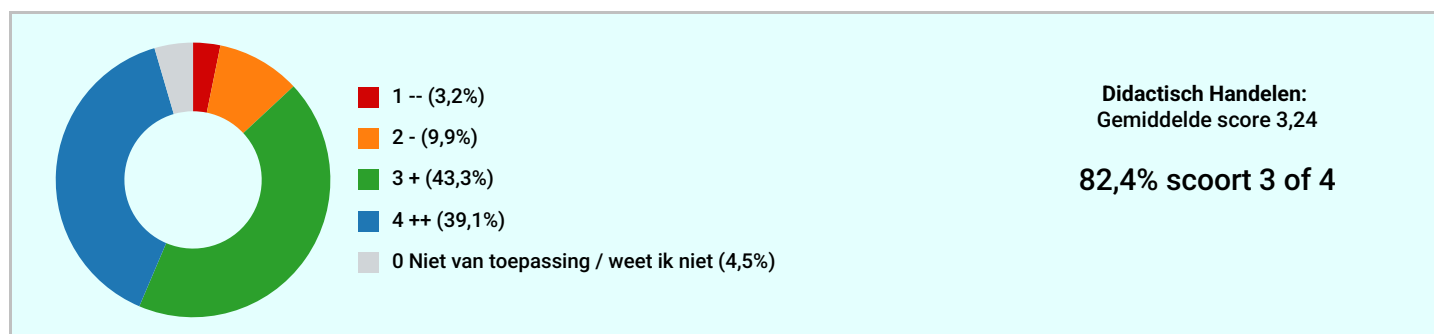 1 -- (3,2%)
2 - (9,9%)
3 + (43,3%)
4 ++ (39,1%)
0 Niet van toepassing / weet ik niet (4,5%)
Didactisch Handelen:
Gemiddelde score 3,24
82,4% scoort 3 of 4